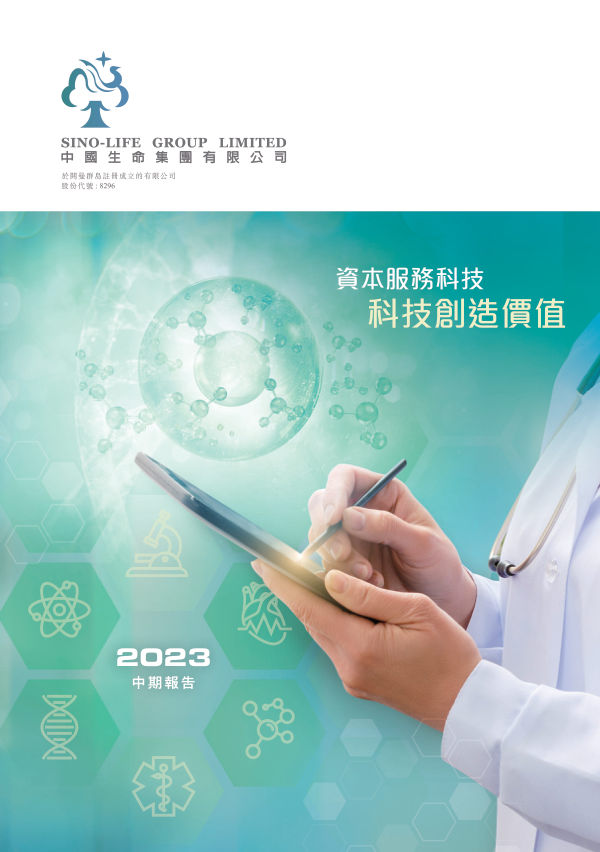 SINO-LIFE GROUP LIMITED
中國生命集團有限公司
於開曼群島註冊成立的有限公司
股份代號 : 8296
資本服務科技
科技創造價值
2023
中期報告